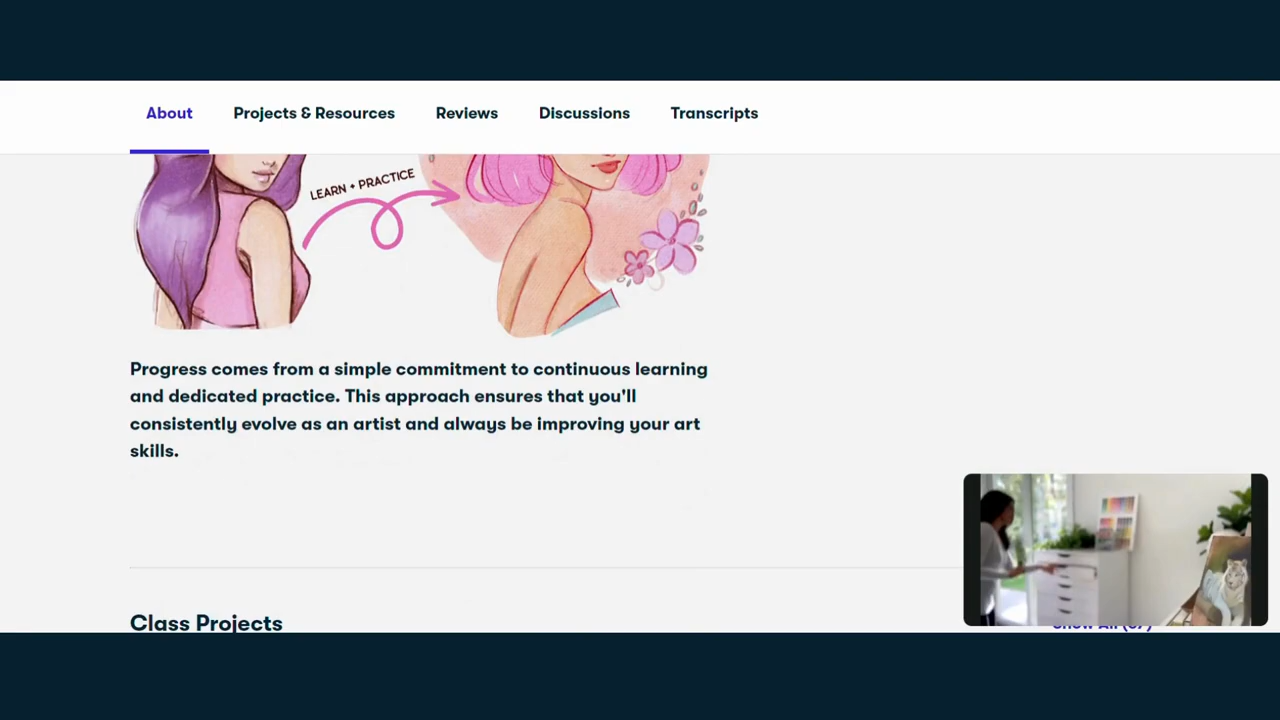 About Projects & Resources Reviews Discussions Transcripts
LEARN + PRACTICE
Progress comes from a simple commitment to continuous learning
and dedicated practice. This approach ensures that you'll
consistently evolve as an artist and always be improving your art
skills.
Class Projects